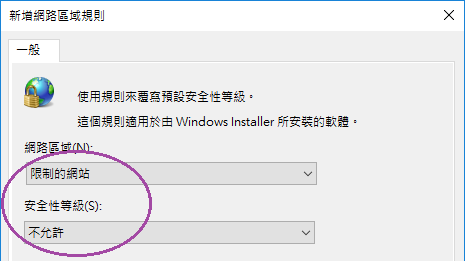 新增網路區域規則
一般
使用規則來覆寫預設安全性等級。
這個規則適用於由 Windows Installer 所安裝的軟體。
網路區域(N):
限制的網站
安全性等級(S):
不允許